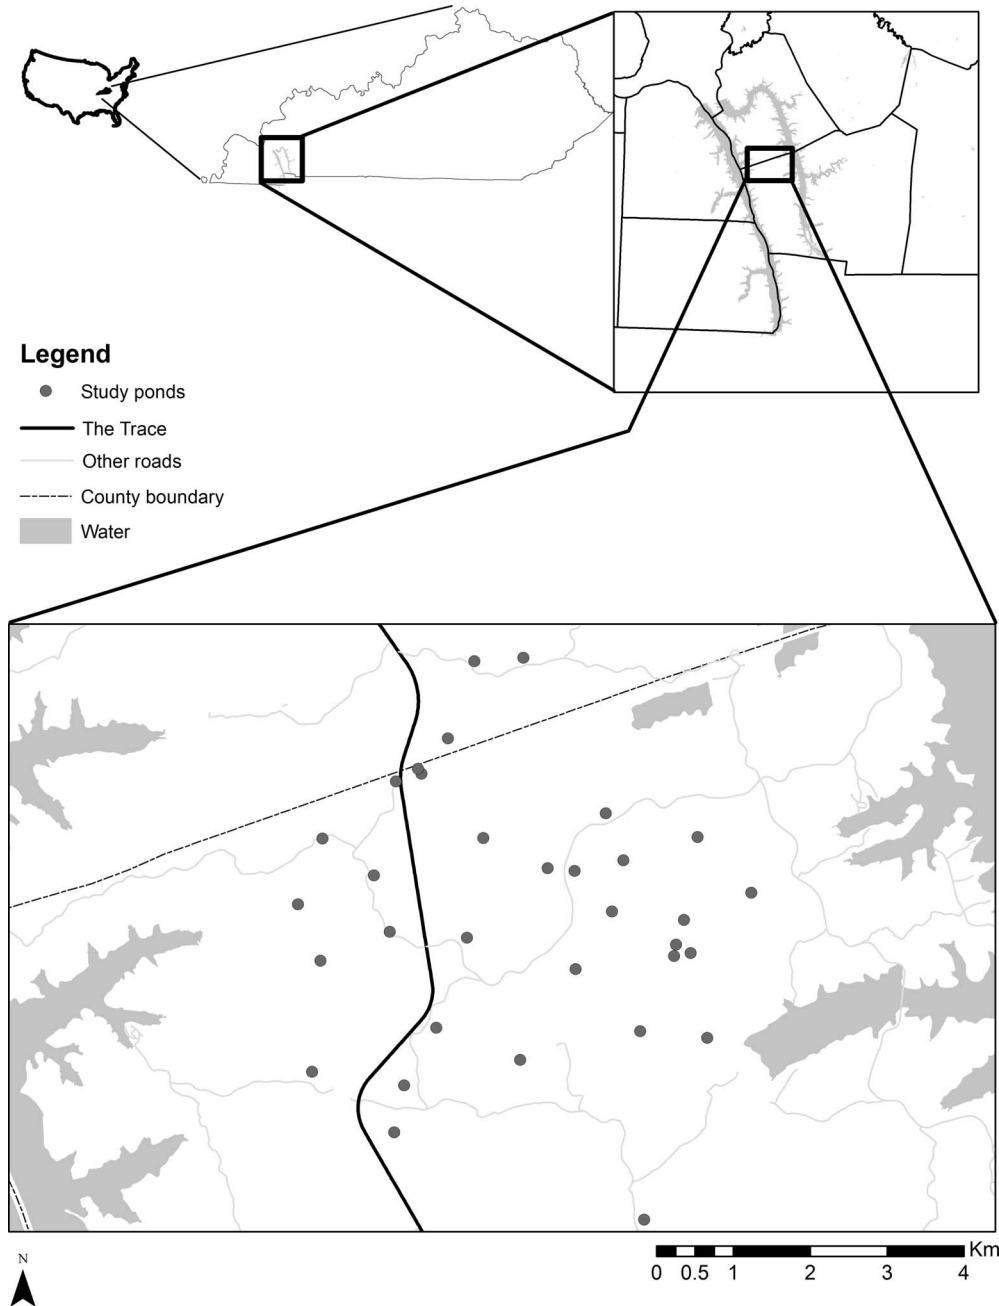 Legend
Study ponds
The Trace
Other roads
County boundary
Water
N
Km
0 0.5 1 2 3 4